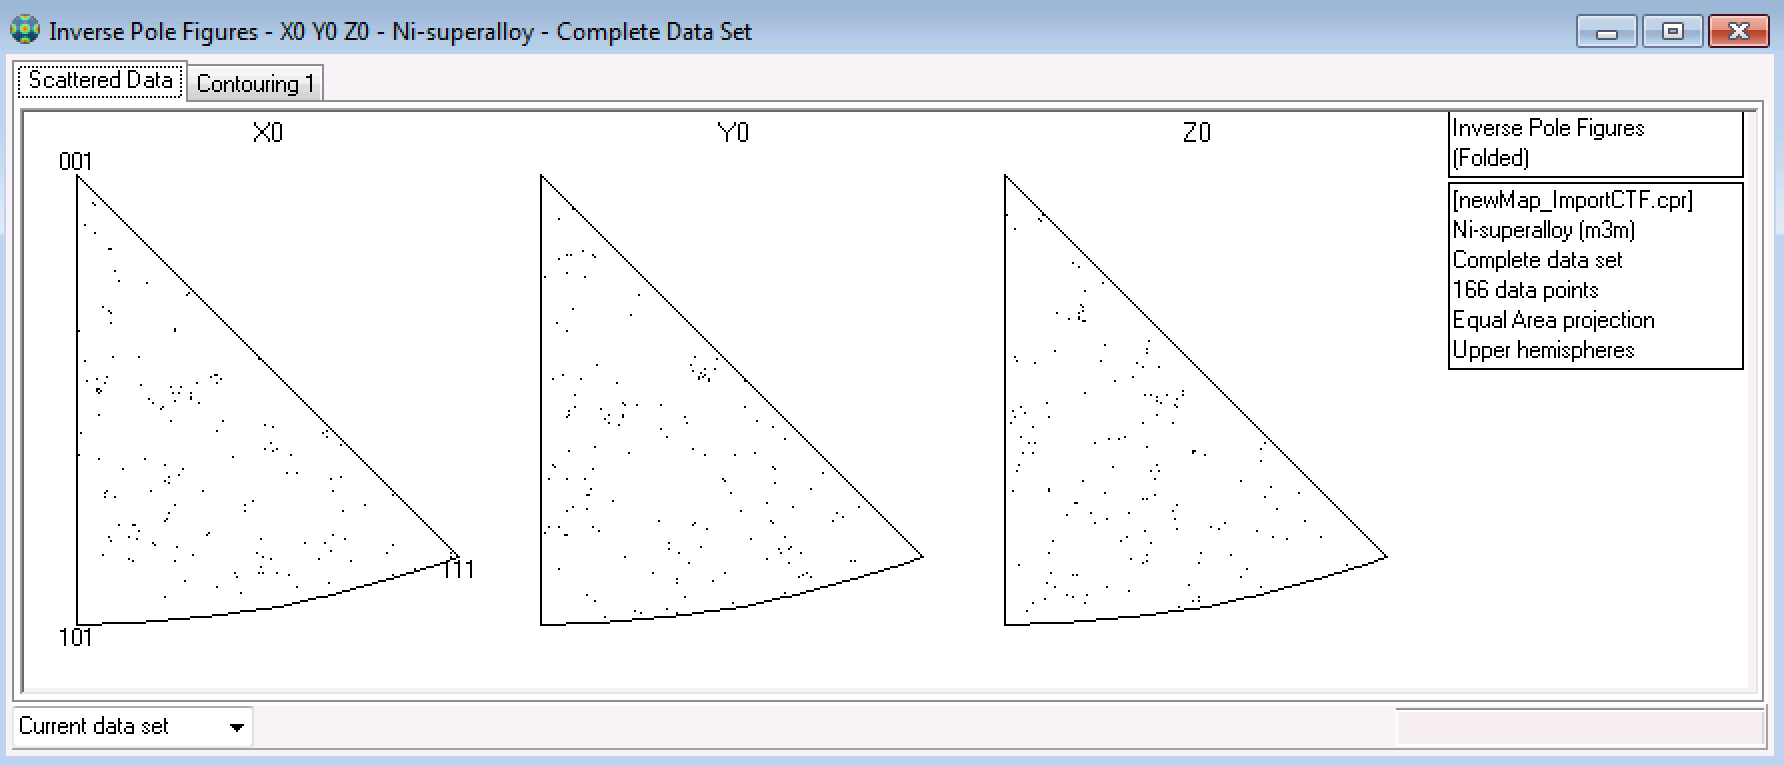 Inverse Pole Figures - X0 Y0 Z0 - Ni-superalloy - Complete Data Set
Scattered Data
Contouring 1
X0
Y0
Z0
001
111
101
Inverse Pole Figures
(Folded)
[newMap_ImportCTF.cpr]
Ni-superalloy (m3m)
Complete data set
166 data points
Equal Area projection
Upper hemispheres
Current data set